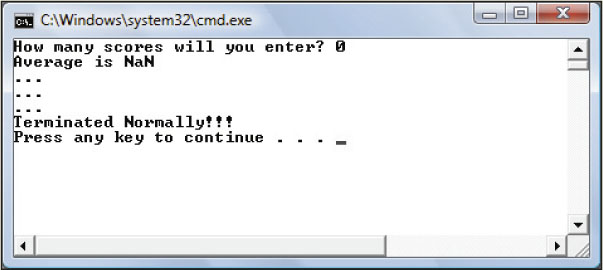 C:\Windows\system32\cmd.exe
How many scores will you enter? 0
Average is NaN
...
...
...
Terminated Normally!!!
Press any key to continue . . . _